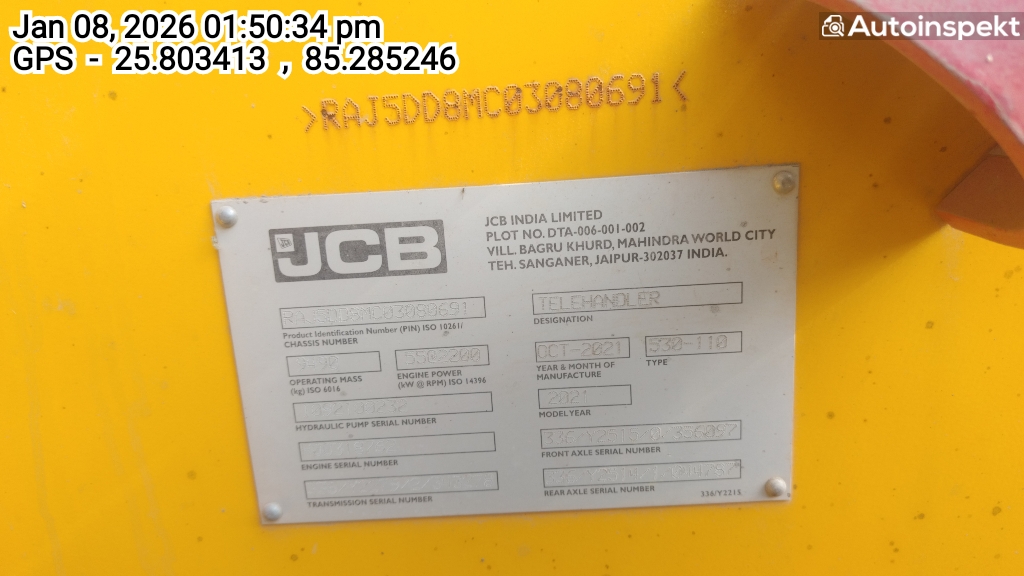 Jan 08, 2026 01:50:34 pm
GPS - 25.803413 , 85.285246
Autoinspekt
>RAJ5DD8MC03080691<
JCB
JCB INDIA LIMITED
PLOT NO. DTA-006-001-002
VILL. BAGRU KHURD, MAHINDRA WORLD CITY
TEH. SANGANER, JAIPUR-302037 INDIA.
RAJ5DD8MC03080691
Product Identification Number (PIN) ISO 10261/
CHASSIS NUMBER
OPERATING MASS
(kg) ISO 6016
55@2200
ENGINE POWER
(kW @ RPM) ISO 14396
HYDRAULIC PUMP SERIAL NUMBER
ENGINE SERIAL NUMBER
TRANSMISSION SERIAL NUMBER
TELEHANDLER
DESIGNATION
OCT-2021
YEAR & MONTH OF
MANUFACTURE
530-110
TYPE
2021
MODEL YEAR
FRONT AXLE SERIAL NUMBER
REAR AXLE SERIAL NUMBER
336/Y2215